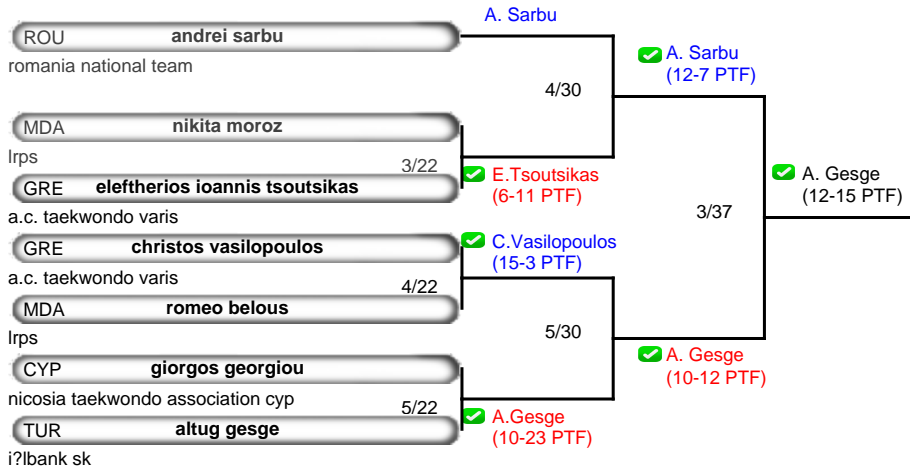 A. Sarbu
ROU andrei sarbu
romania national team
A. Sarbu
(12-7 PTF)
4/30
MDA nikita moroz
lrps
3/22
E.Tsoutsikas
(6-11 PTF)
GRE eleftherios ioannis tsoutsikas
a.c. taekwondo varis
A. Gesge
(12-15 PTF)
3/37
GRE christos vasilopoulos
a.c. taekwondo varis
C.Vasilopoulos
(15-3 PTF)
4/22
MDA romeo belous
lrps
5/30
CYP giorgos georgiou
nicosia taekwondo association cyp
A. Gesge
(10-12 PTF)
5/22
A.Gesge
(10-23 PTF)
TUR altug gesge
i?lbank sk